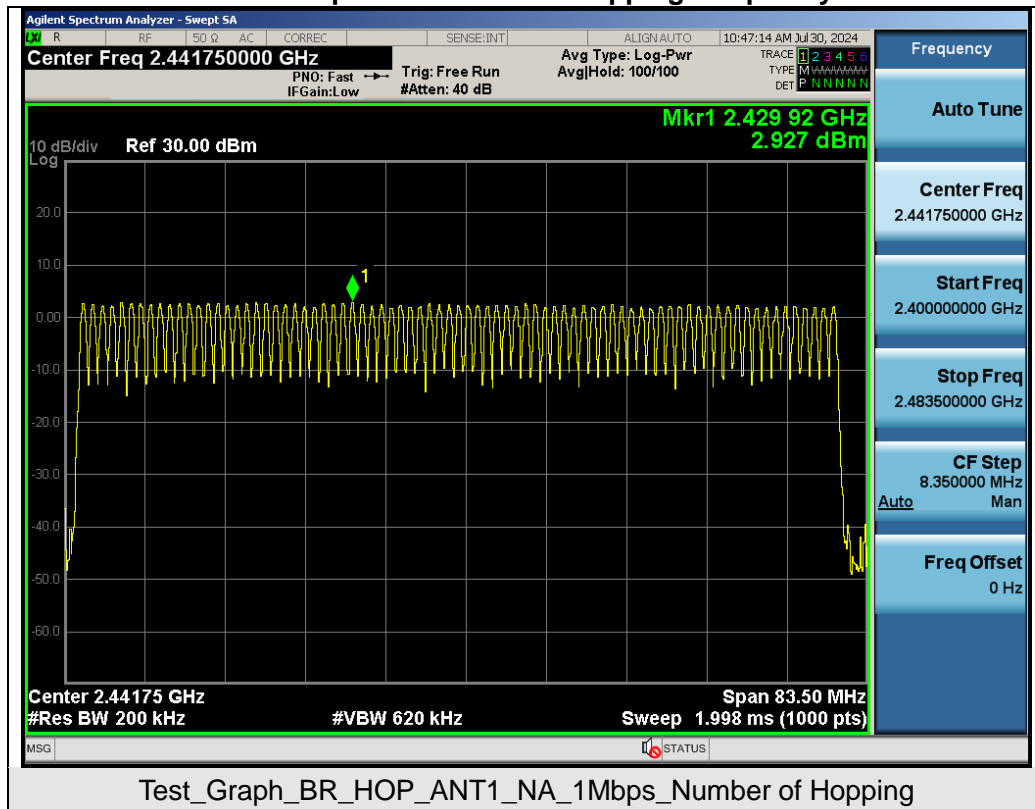 Agilent Spectrum Analyzer - Swept SA
LXI R RF 50 Ω AC CORREC SENSE:INT ALIGN AUTO 10:47:14 AM Jul 30, 2024
Center Freq 2.441750000 GHz
PNO: Fast
IFGain:Low
Trig: Free Run
#Atten: 40 dB
Avg Type: Log-Pwr
Avg|Hold: 100/100
TRACE 1 2 3 4 5 6
TYPE M
DET P N N N N N
Mkr1 2.429 92 GHz
2.927 dBm
10 dB/div Ref 30.00 dBm
Log
20.0
10.0
0.00
-10.0
-20.0
-30.0
-40.0
-50.0
-60.0
1
Center 2.44175 GHz Span 83.50 MHz
#Res BW 200 kHz #VBW 620 kHz Sweep 1.998 ms (1000 pts)
MSG STATUS
Frequency
Auto Tune
Center Freq
2.441750000 GHz
Start Freq
2.400000000 GHz
Stop Freq
2.483500000 GHz
CF Step
8.350000 MHz
Auto Man
Freq Offset
0 Hz
Test_Graph_BR_HOP_ANT1_NA_1Mbps_Number of Hopping